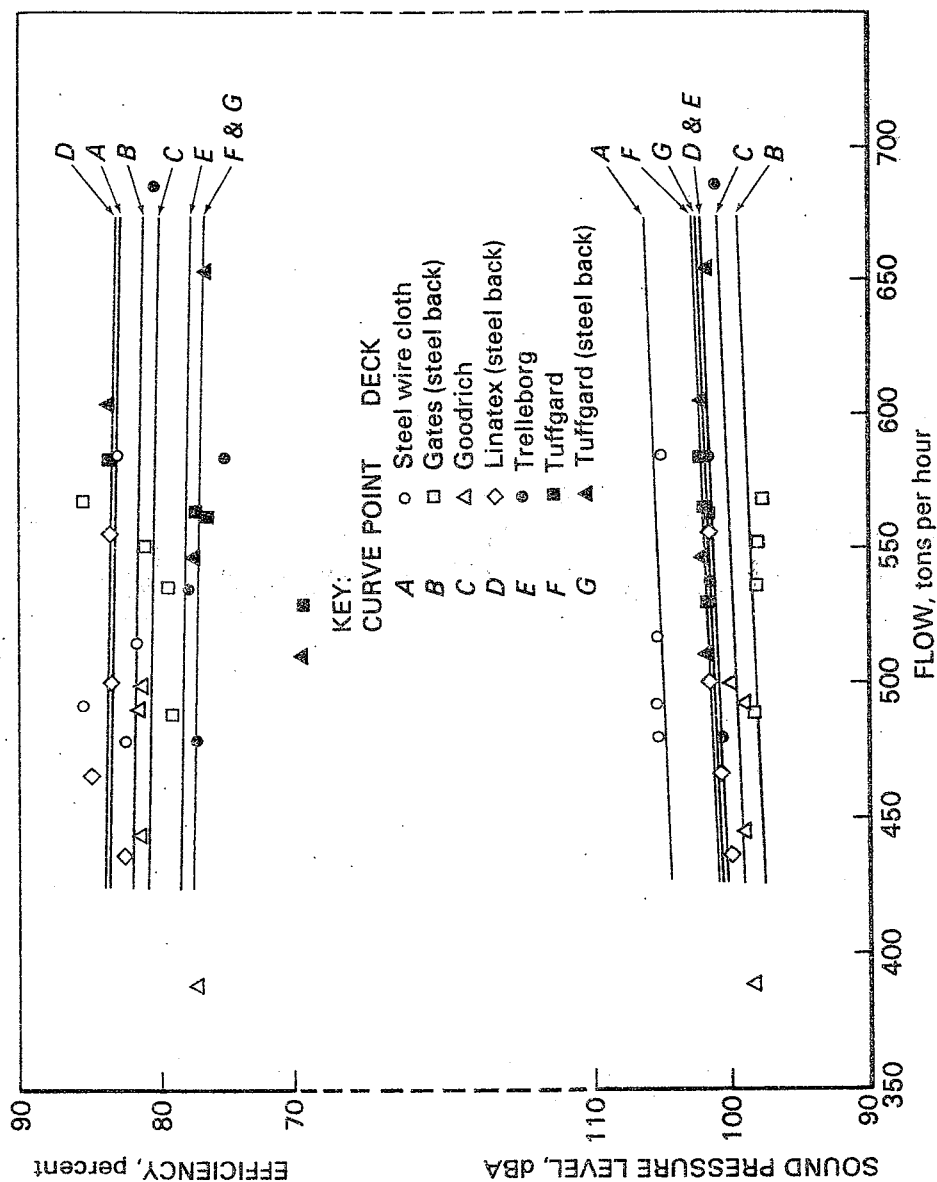 EFFICIENCY, percent
90
80
70
D
A
B
C
E
F & G
KEY:
CURVE POINT DECK
A Steel wire cloth
B Gates (steel back)
C Goodrich
D Linatex (steel back)
E Trelleborg
F Tuffgard
G Tuffgard (steel back)
SOUND PRESSURE LEVEL, dBA
110
100
90
A
F
G
D & E
C
B
350
400
450
500
550
600
650
700
FLOW, tons per hour